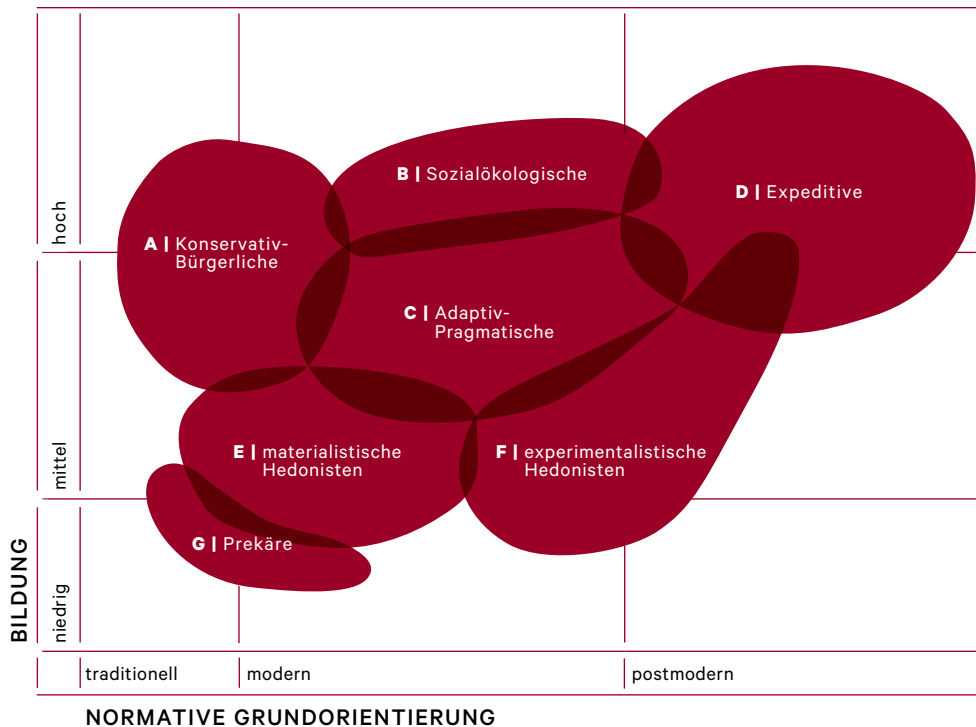 B | Sozialökologische
D | Expeditive
A | Konservativ-
Bürgerliche
C | Adaptiv-
Pragmatische
E | materialistische
Hedonisten
F | experimentalistische
Hedonisten
G | Prekäre
BILDUNG
hoch
mittel
niedrig
traditionell
modern
postmodern
NORMATIVE GRUNDORIENTIERUNG